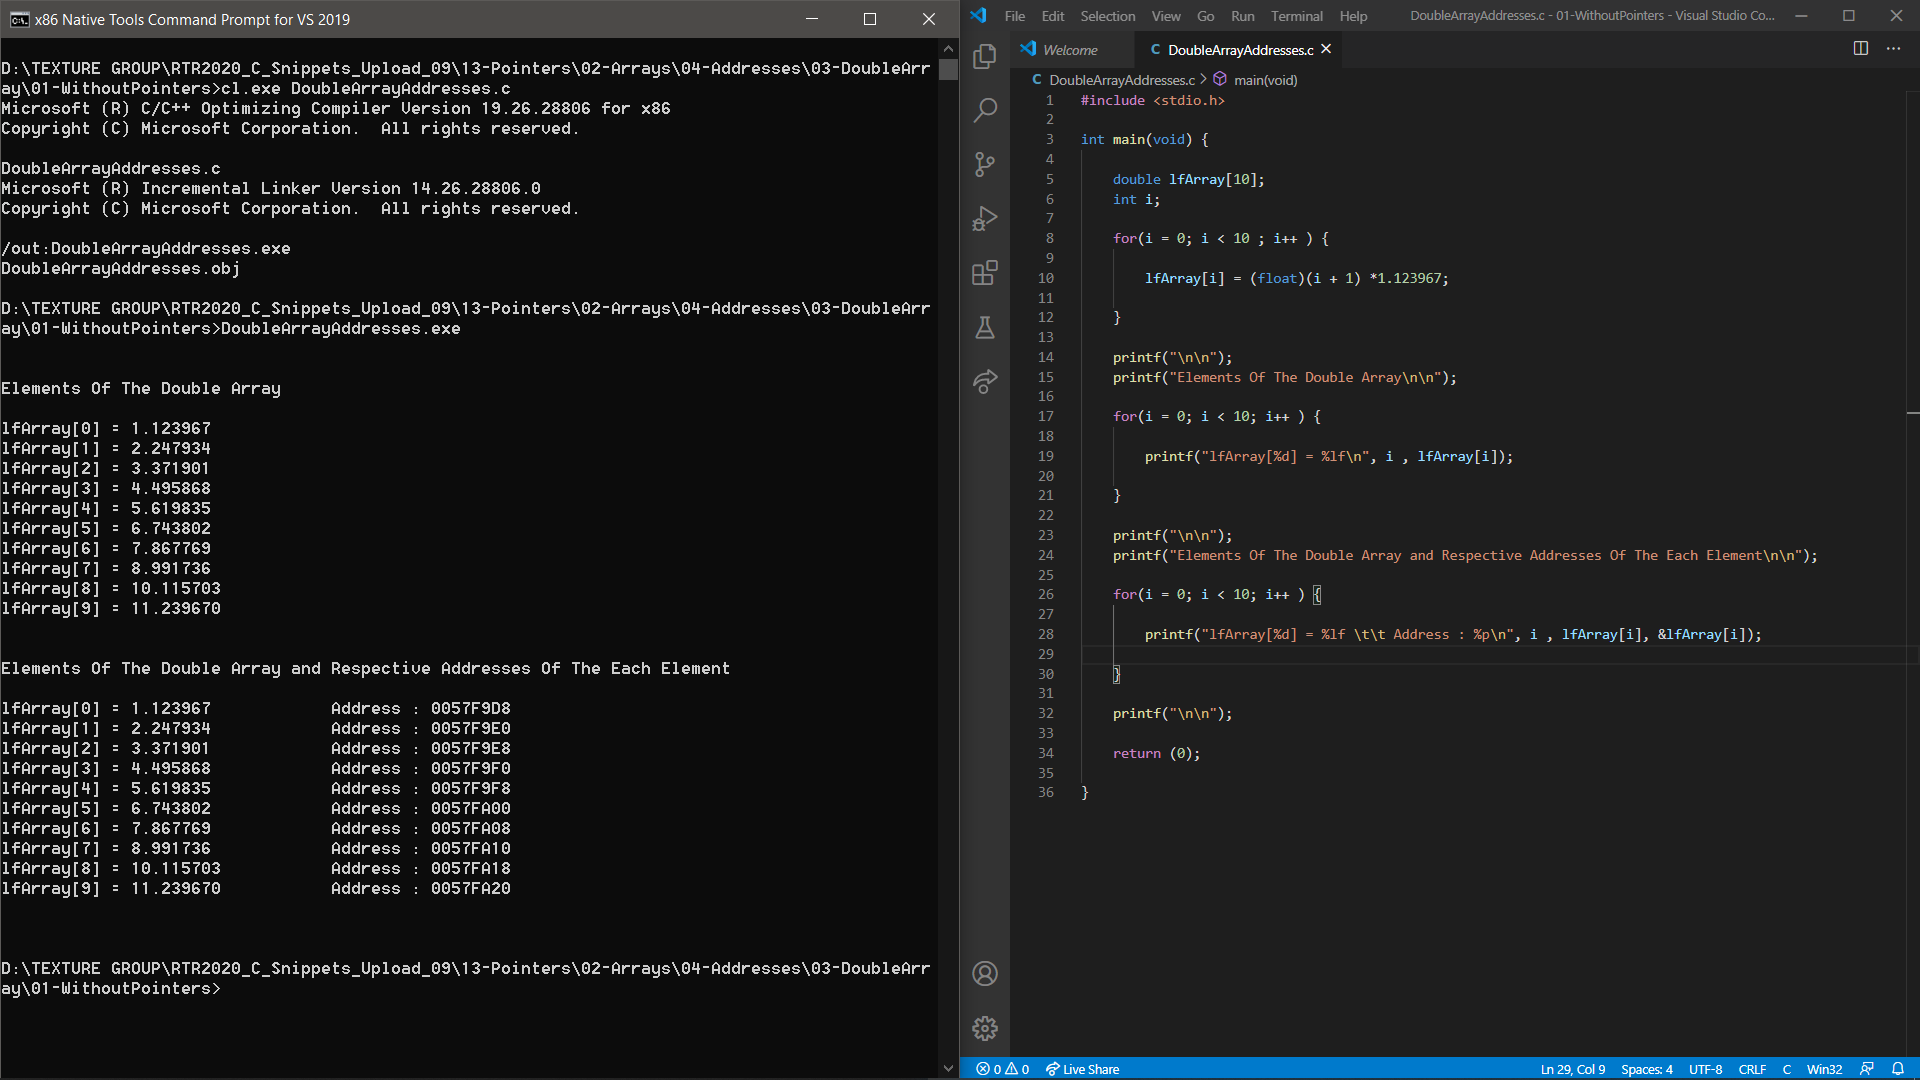 x86 Native Tools Command Prompt for VS 2019
D:\TEXTURE GROUP\RTR2020_C_Snippets_Upload_09\13-Pointers\02-Arrays\04-Addresses\03-DoubleArr
ay\01-WithoutPointers>cl.exe DoubleArrayAddresses.c
Microsoft (R) C/C++ Optimizing Compiler Version 19.26.28806 for x86
Copyright (C) Microsoft Corporation.  All rights reserved.
DoubleArrayAddresses.c
Microsoft (R) Incremental Linker Version 14.26.28806.0
Copyright (C) Microsoft Corporation.  All rights reserved.
/out:DoubleArrayAddresses.exe
DoubleArrayAddresses.obj
D:\TEXTURE GROUP\RTR2020_C_Snippets_Upload_09\13-Pointers\02-Arrays\04-Addresses\03-DoubleArr
ay\01-WithoutPointers>DoubleArrayAddresses.exe
Elements Of The Double Array
lfArray[0] = 1.123967
lfArray[1] = 2.247934
lfArray[2] = 3.371901
lfArray[3] = 4.495868
lfArray[4] = 5.619835
lfArray[5] = 6.743802
lfArray[6] = 7.867769
lfArray[7] = 8.991736
lfArray[8] = 10.115703
lfArray[9] = 11.239670
Elements Of The Double Array and Respective Addresses Of The Each Element
lfArray[0] = 1.123967            Address : 0057F9D8
lfArray[1] = 2.247934            Address : 0057F9E0
lfArray[2] = 3.371901            Address : 0057F9E8
lfArray[3] = 4.495868            Address : 0057F9F0
lfArray[4] = 5.619835            Address : 0057F9F8
lfArray[5] = 6.743802            Address : 0057FA00
lfArray[6] = 7.867769            Address : 0057FA08
lfArray[7] = 8.991736            Address : 0057FA10
lfArray[8] = 10.115703           Address : 0057FA18
lfArray[9] = 11.239670           Address : 0057FA20
D:\TEXTURE GROUP\RTR2020_C_Snippets_Upload_09\13-Pointers\02-Arrays\04-Addresses\03-DoubleArr
ay\01-WithoutPointers>
File Edit Selection View Go Run Terminal Help DoubleArrayAddresses.c - 01-WithoutPointers - Visual Studio Co...
Welcome C DoubleArrayAddresses.c
C DoubleArrayAddresses.c > main(void)
1 #include <stdio.h>
2
3 int main(void) {
4
5     double lfArray[10];
6     int i;
7
8     for(i = 0; i < 10 ; i++ ) {
9
10         lfArray[i] = (float)(i + 1) *1.123967;
11
12     }
13
14     printf("\n\n");
15     printf("Elements Of The Double Array\n\n");
16
17     for(i = 0; i < 10; i++ ) {
18
19         printf("lfArray[%d] = %lf\n", i , lfArray[i]);
20
21     }
22
23     printf("\n\n");
24     printf("Elements Of The Double Array and Respective Addresses Of The Each Element\n\n");
25
26     for(i = 0; i < 10; i++ ) {
27
28         printf("lfArray[%d] = %lf \t\t Address : %p\n", i , lfArray[i], &lfArray[i]);
29
30     }
31
32     printf("\n\n");
33
34     return (0);
35
36 }
0 0 Live Share Ln 29, Col 9 Spaces: 4 UTF-8 CRLF C Win32